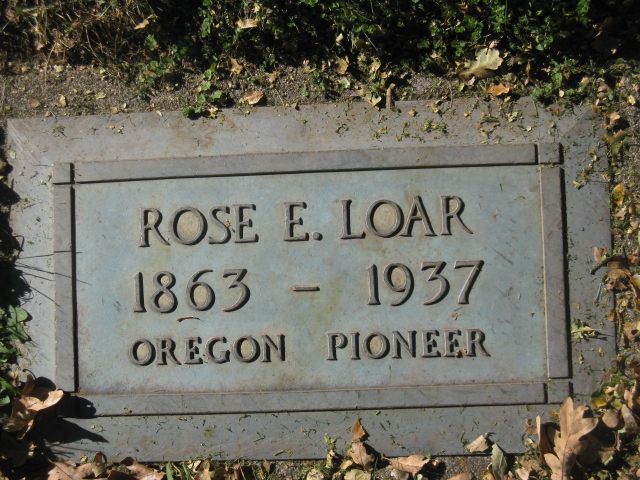 ROSE E. LOAR
1863 - 1937
OREGON PIONEER